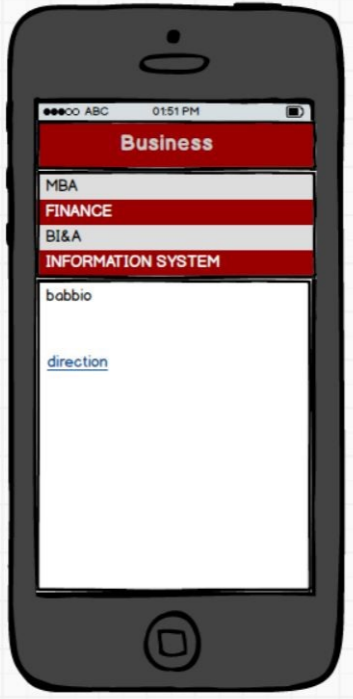 ABC 01:51 PM
Business
MBA
FINANCE
BI&A
INFORMATION SYSTEM
babbio
direction